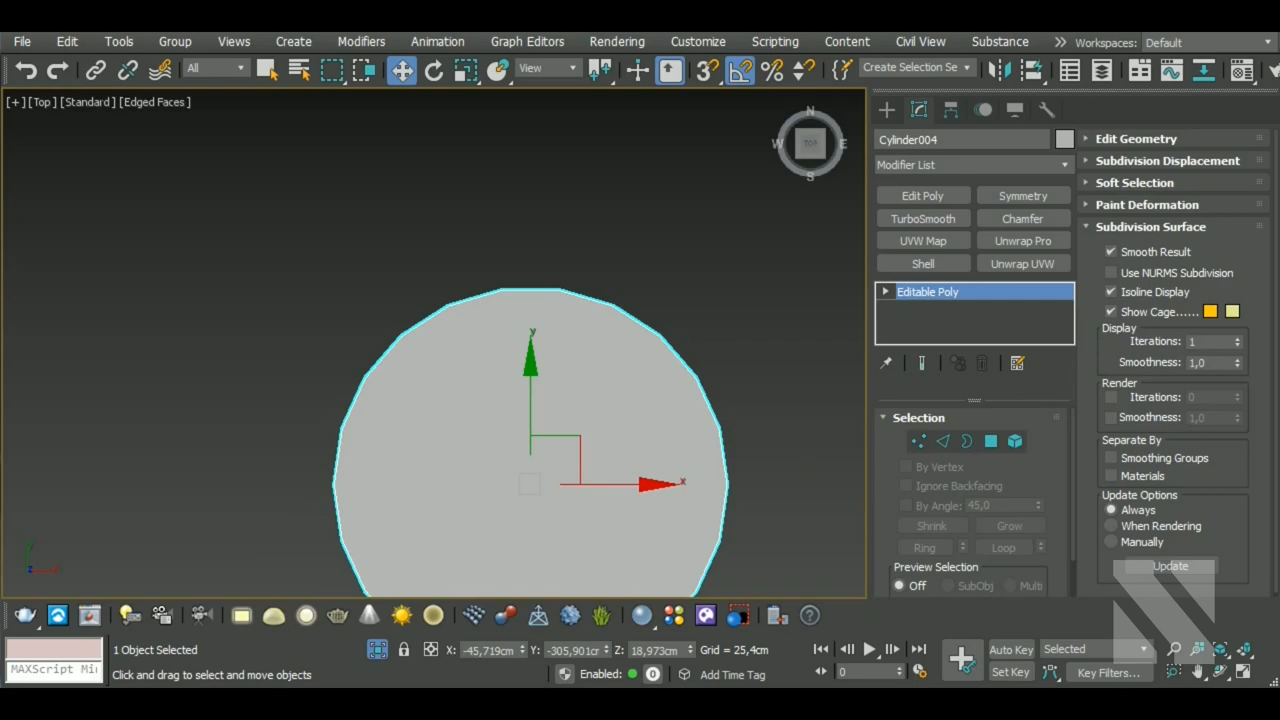 File Edit Tools Group Views Create Modifiers Animation Graph Editors Rendering Customize Scripting Content Civil View Substance Workspaces: Default
All View 3 Create Selection Se
[+] [Top] [Standard] [Edged Faces]
N
W TOP E
S
Cylinder004
Modifier List
Edit Poly Symmetry
TurboSmooth Chamfer
UVW Map Unwrap Pro
Shell Unwrap UVW
Editable Poly
Selection
By Vertex
Ignore Backfacing
By Angle: 45,0
Shrink Grow
Ring Loop
Preview Selection
Off SubObj Multi
Edit Geometry
Subdivision Displacement
Soft Selection
Paint Deformation
Subdivision Surface
Smooth Result
Use NURMS Subdivision
Isoline Display
Show Cage......
Display
Iterations: 1
Smoothness: 1,0
Render
Iterations: 0
Smoothness: 1,0
Separate By
Smoothing Groups
Materials
Update Options
Always
When Rendering
Manually
Update
y
x
1 Object Selected X: -45,719cm Y: -305,901cr Z: 18,973cm Grid = 25,4cm Auto Key Selected
MAXScript Mi Click and drag to select and move objects Enabled: 0 Add Time Tag 0 Set Key Key Filters...